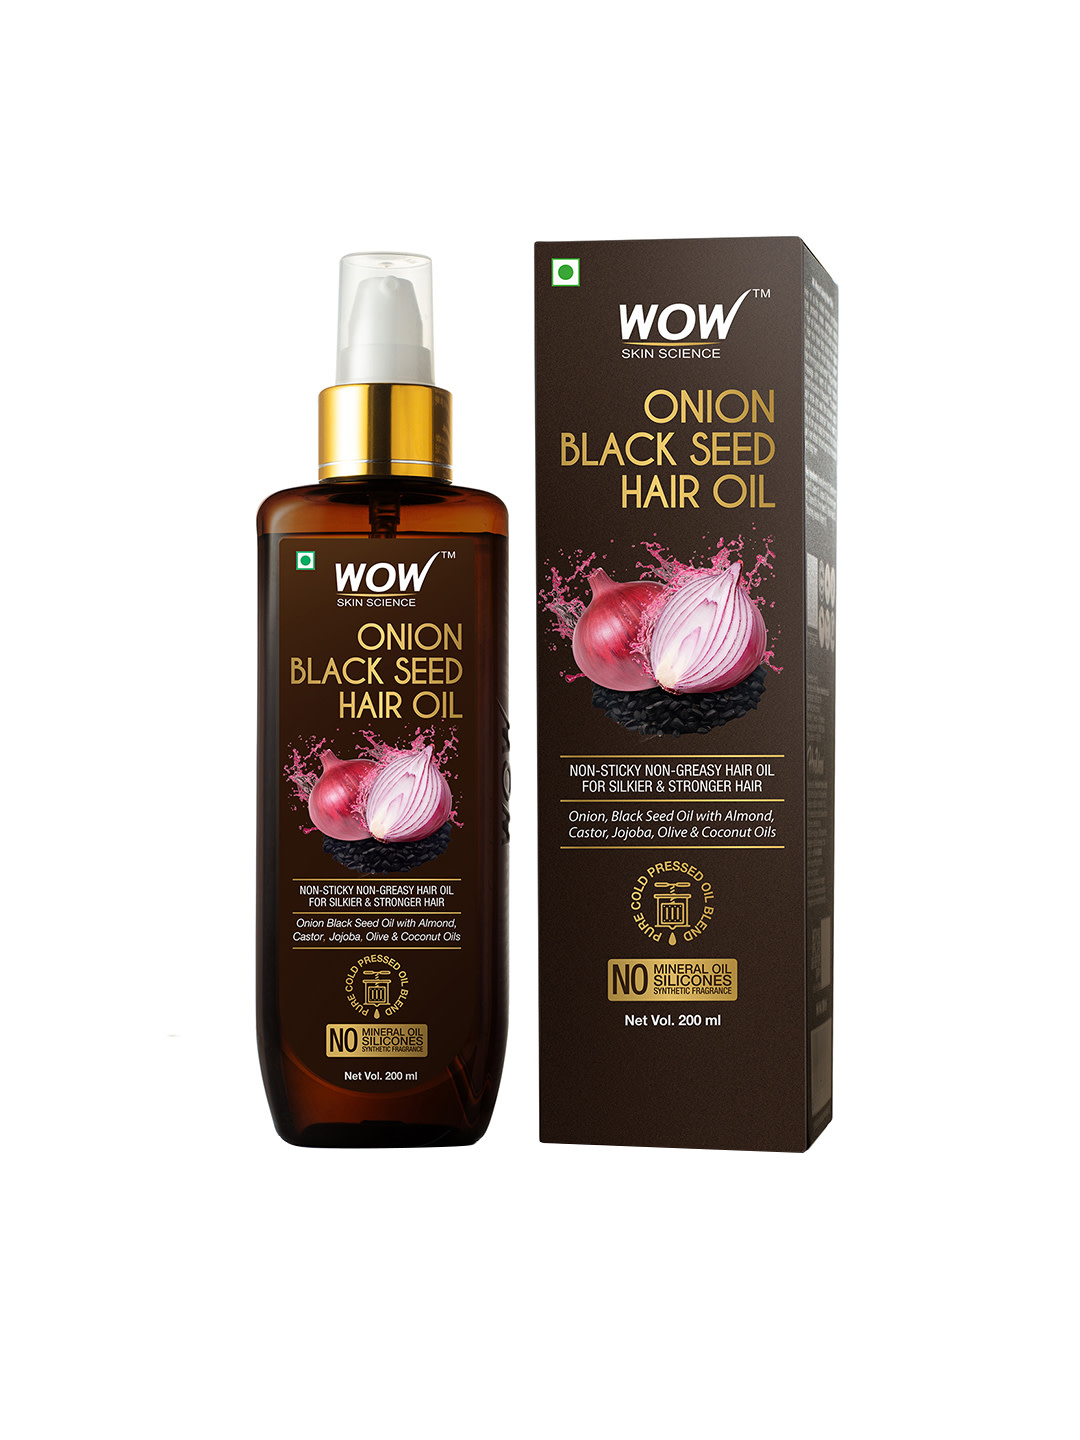 WOW™
SKIN SCIENCE
ONION
BLACK SEED
HAIR OIL
NON-STICKY NON-GREASY HAIR OIL
FOR SILKIER & STRONGER HAIR
Onion Black Seed Oil with Almond,
Castor, Jojoba, Olive & Coconut Oils
PURE COLD PRESSED OIL BLEND
NO MINERAL OIL
SILICONES
SYNTHETIC FRAGRANCE
Net Vol. 200 ml
WOW
WOW™
SKIN SCIENCE
ONION
BLACK SEED
HAIR OIL
NON-STICKY NON-GREASY HAIR OIL
FOR SILKIER & STRONGER HAIR
Onion, Black Seed Oil with Almond,
Castor, Jojoba, Olive & Coconut Oils
PURE COLD PRESSED OIL BLEND
NO MINERAL OIL
SILICONES
SYNTHETIC FRAGRANCE
Net Vol. 200 ml